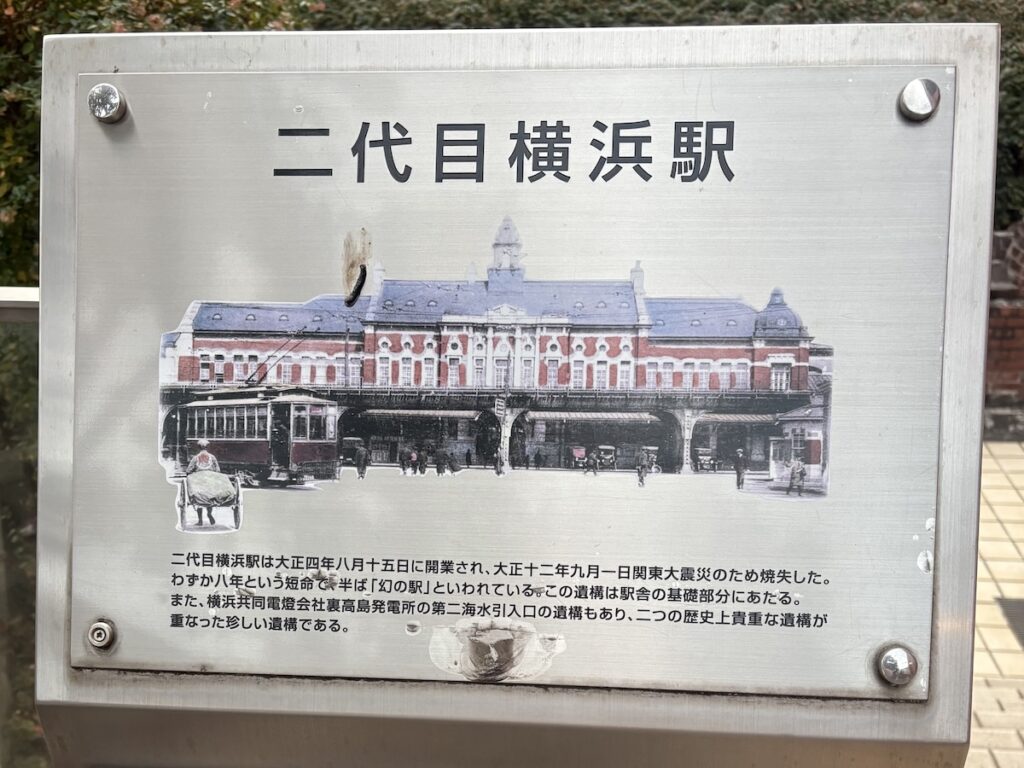 二代目横浜駅
二代目横浜駅は大正四年八月十五日に開業され、大正十二年九月一日関東大震災のため焼失した。
わずか八年という短命で、半ば「幻の駅」といわれている。この遺構は駅舎の基礎部分にあたる。
また、横浜共同電燈会社裏高島発電所の第二海水引入口の遺構もあり、二つの歴史上貴重な遺構が
重なった珍しい遺構である。